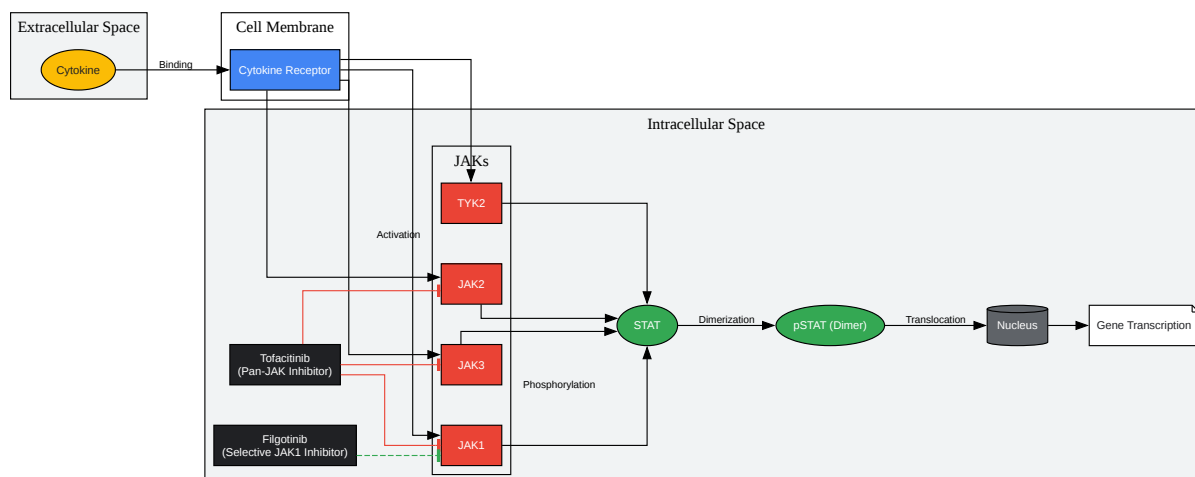 Extracellular Space
Cell Membrane
Cytokine
Binding
Cytokine Receptor
Intracellular Space
JAKs
TYK2
Activation
JAK2
STAT
Dimerization
pSTAT (Dimer)
Translocation
Nucleus
Gene Transcription
Tofacitinib
(Pan-JAK Inhibitor)
JAK3
Phosphorylation
Filgotinib
(Selective JAK1 Inhibitor)
JAK1